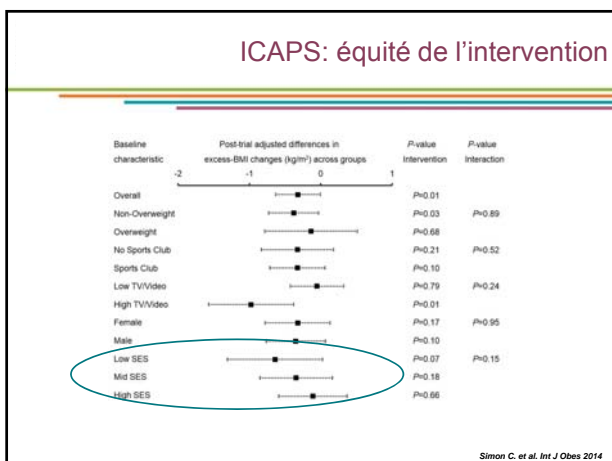 ICAPS: équité de l'intervention
Baseline Post-trial adjusted differences in P-value P-value
characteristic excess-BMI changes (kg/m²) across groups Intervention Interaction
-2 -1 0 1
Overall P=0.01
Non-Overweight P=0.03 P=0.89
Overweight P=0.68
No Sports Club P=0.21 P=0.52
Sports Club P=0.10
Low TV/Video P=0.79 P=0.24
High TV/Video P=0.01
Female P=0.17 P=0.95
Male P=0.10
Low SES P=0.07 P=0.15
Mid SES P=0.18
High SES P=0.66
Simon C. et al. Int J Obes 2014